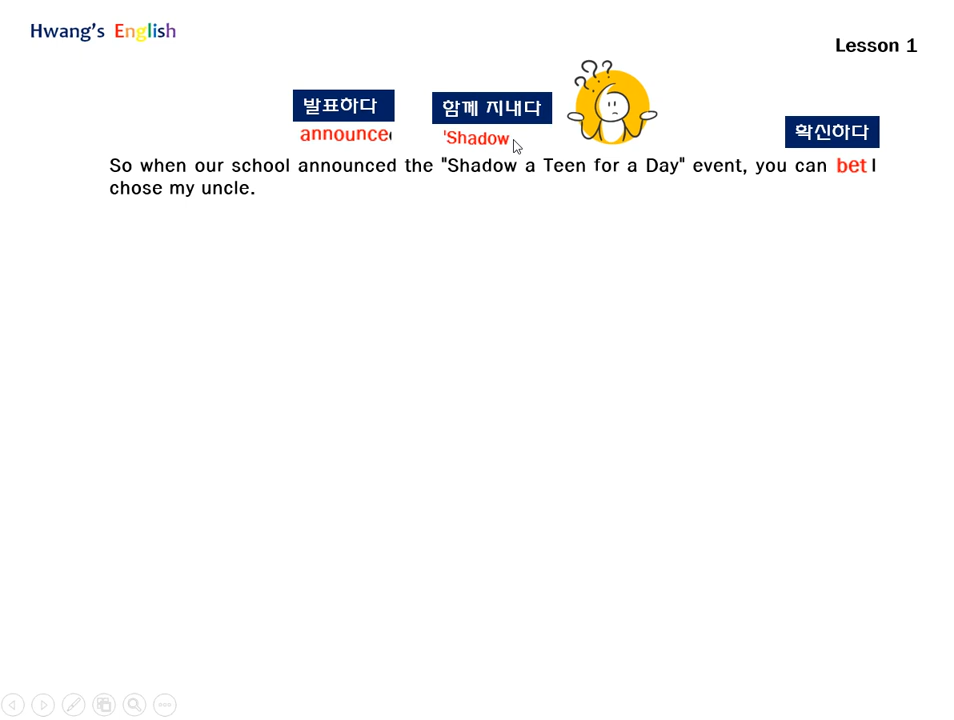 Hwang's English
Lesson 1
발표하다 함께 지내다 ????
확신하다
announce 'Shadow
So when our school announced the "Shadow a Teen for a Day" event, you can bet I
chose my uncle.